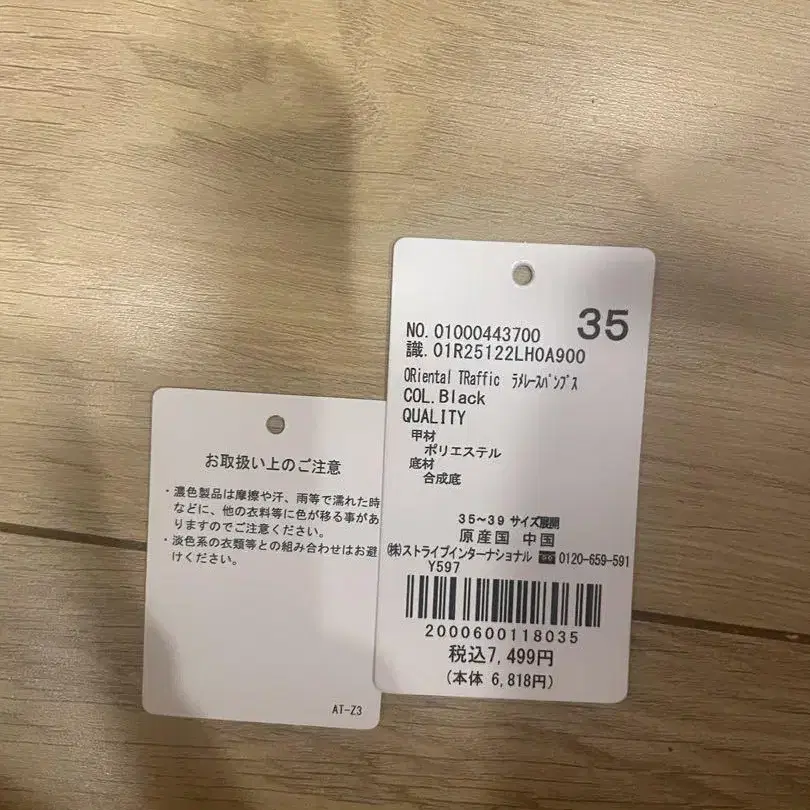 お取扱い上のご注意
・濃色製品は摩擦や汗、雨等で濡れた時
などに、他の衣料等に色が移る事があ
りますのでご注意ください。
・淡色系の衣類等との組み合わせはお避
けください。
AT-Z3
35
NO.01000443700
識.01R25122LH0A900
ORiental TRaffic ラメレースパンプス
COL.Black
QUALITY
甲材
ポリエステル
底材
合成底
35～39 サイズ展開
原産国 中国
㈱ストライプインターナショナル 0120-659-591
Y597
2000600118035
税込7,499円
(本体 6,818円)